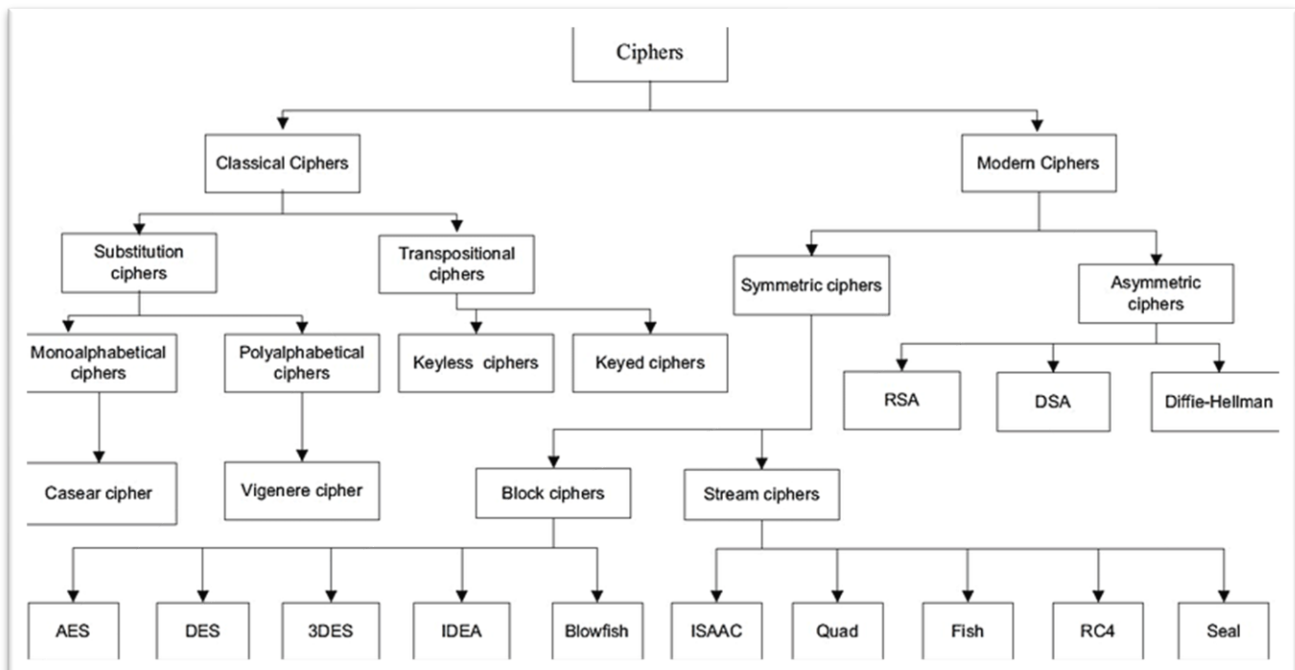 Ciphers
Classical Ciphers
Modern Ciphers
Substitution
ciphers
Transpositional
ciphers
Symmetric ciphers
Asymmetric
ciphers
Monoalphabetical
ciphers
Polyalphabetical
ciphers
Keyless ciphers
Keyed ciphers
RSA
DSA
Diffie-Hellman
Casear cipher
Vigenere cipher
Block ciphers
Stream ciphers
AES
DES
3DES
IDEA
Blowfish
ISAAC
Quad
Fish
RC4
Seal